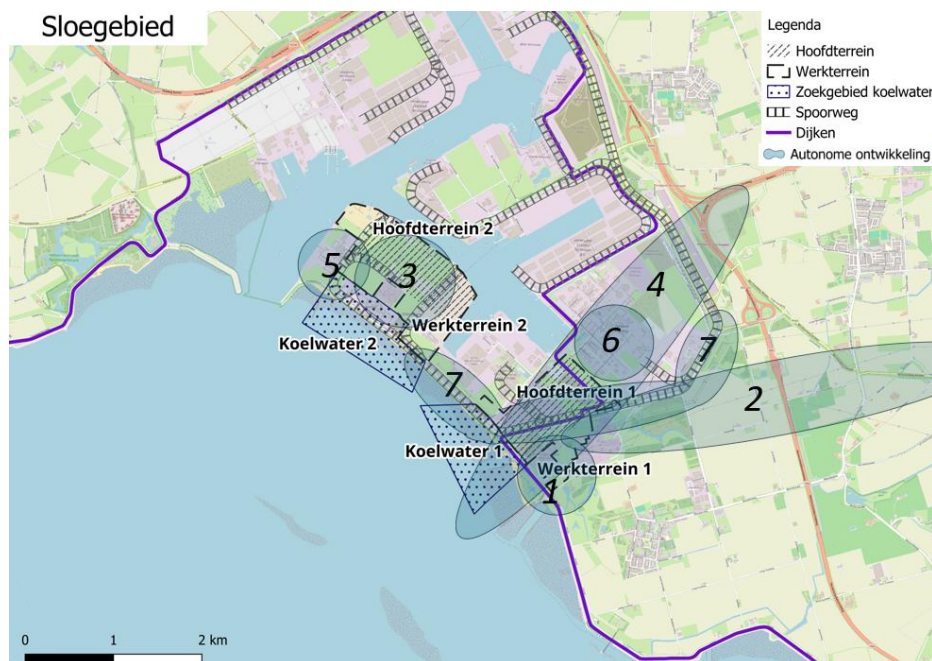 Sloegebied
Legenda
Hoofdterrein
Werkterrein
Zoekgebied koelwater
Spoorweg
Dijken
Autonome ontwikkeling
Hoofdterrein 2
5
3
4
Werkterrein 2
Koelwater 2
6
7
7
Hoofdterrein 1
2
Koelwater 1
Werkterrein 1
1
0 1 2 km